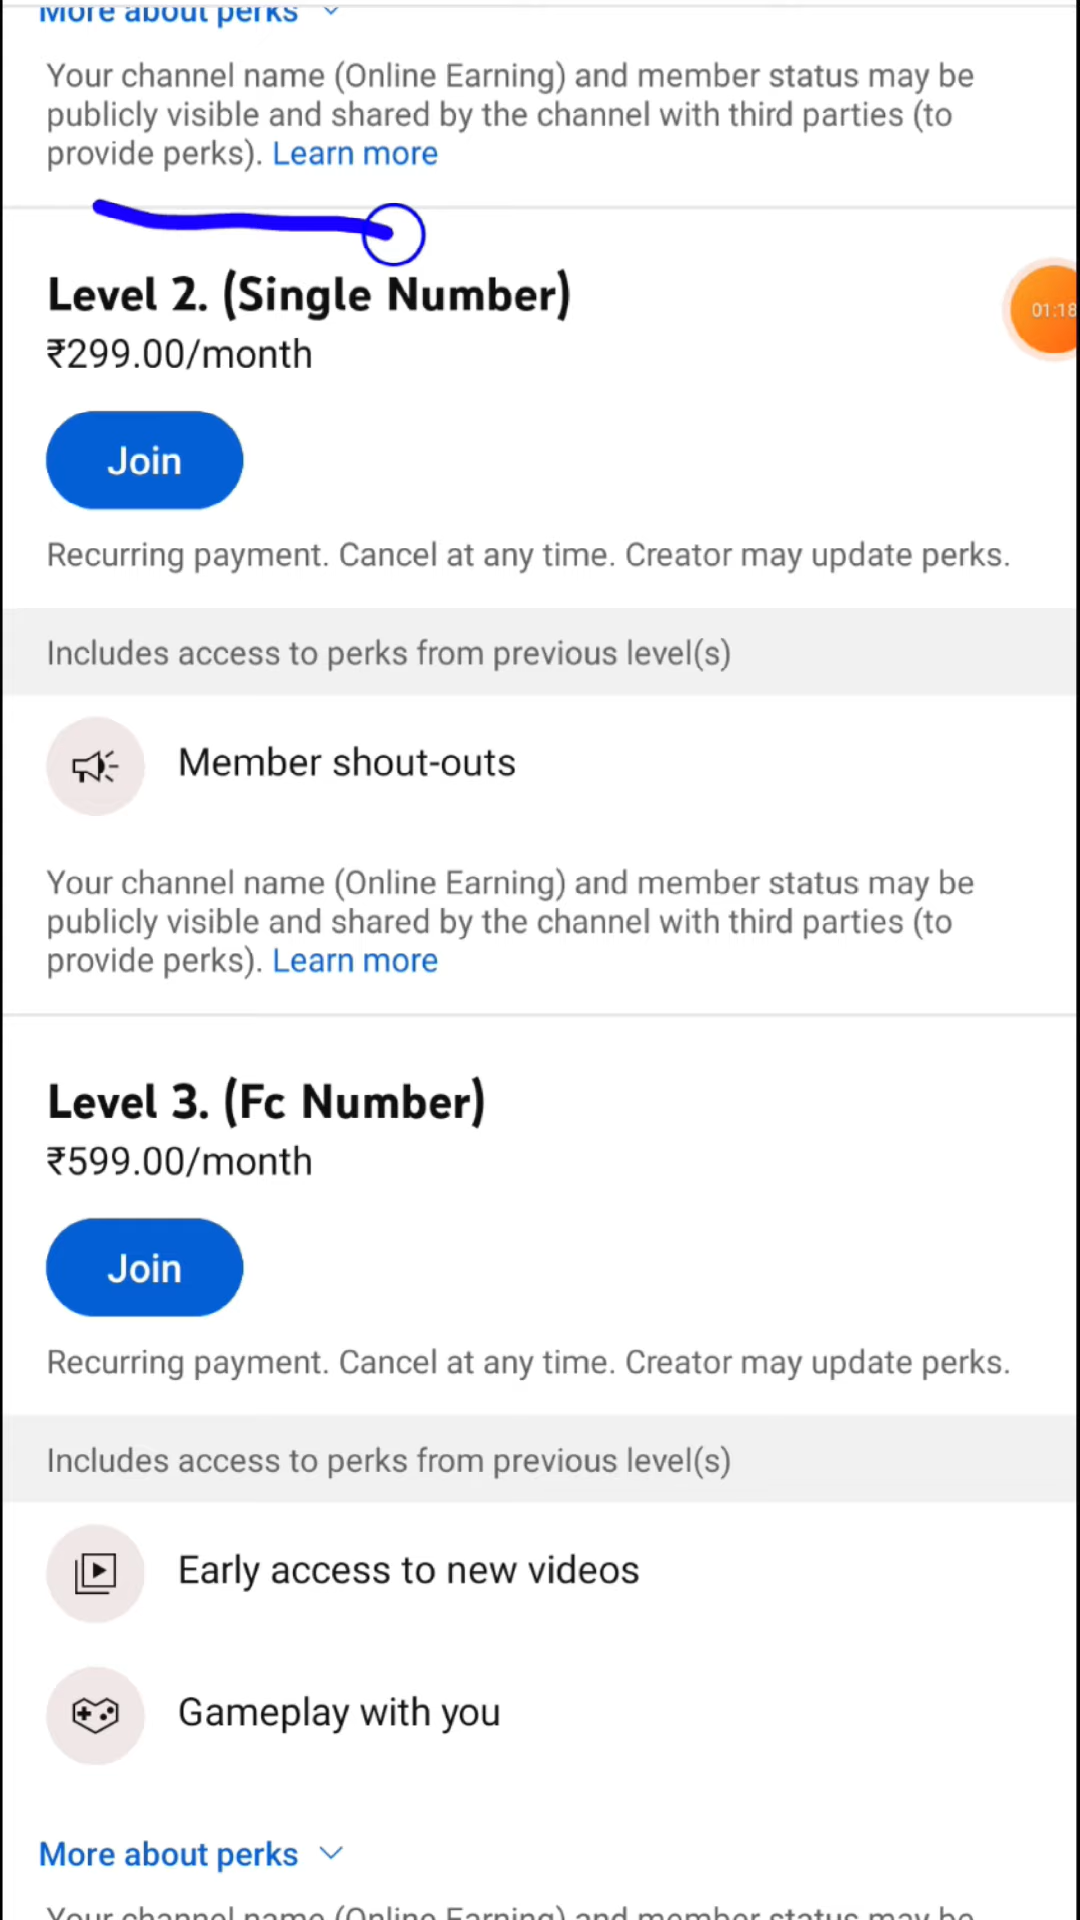 More about perks
Your channel name (Online Earning) and member status may be
publicly visible and shared by the channel with third parties (to
provide perks). Learn more
Level 2. (Single Number)
₹299.00/month
01:18
Join
Recurring payment. Cancel at any time. Creator may update perks.
Includes access to perks from previous level(s)
Member shout-outs
Your channel name (Online Earning) and member status may be
publicly visible and shared by the channel with third parties (to
provide perks). Learn more
Level 3. (Fc Number)
₹599.00/month
Join
Recurring payment. Cancel at any time. Creator may update perks.
Includes access to perks from previous level(s)
Early access to new videos
Gameplay with you
More about perks
Your channel name (Online Earning) and member status may be